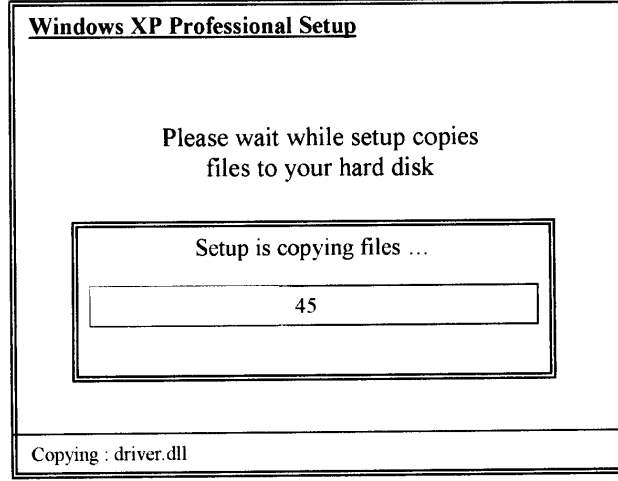 Windows XP Professional Setup
Please wait while setup copies
files to your hard disk
Setup is copying files ...
45
Copying : driver.dll